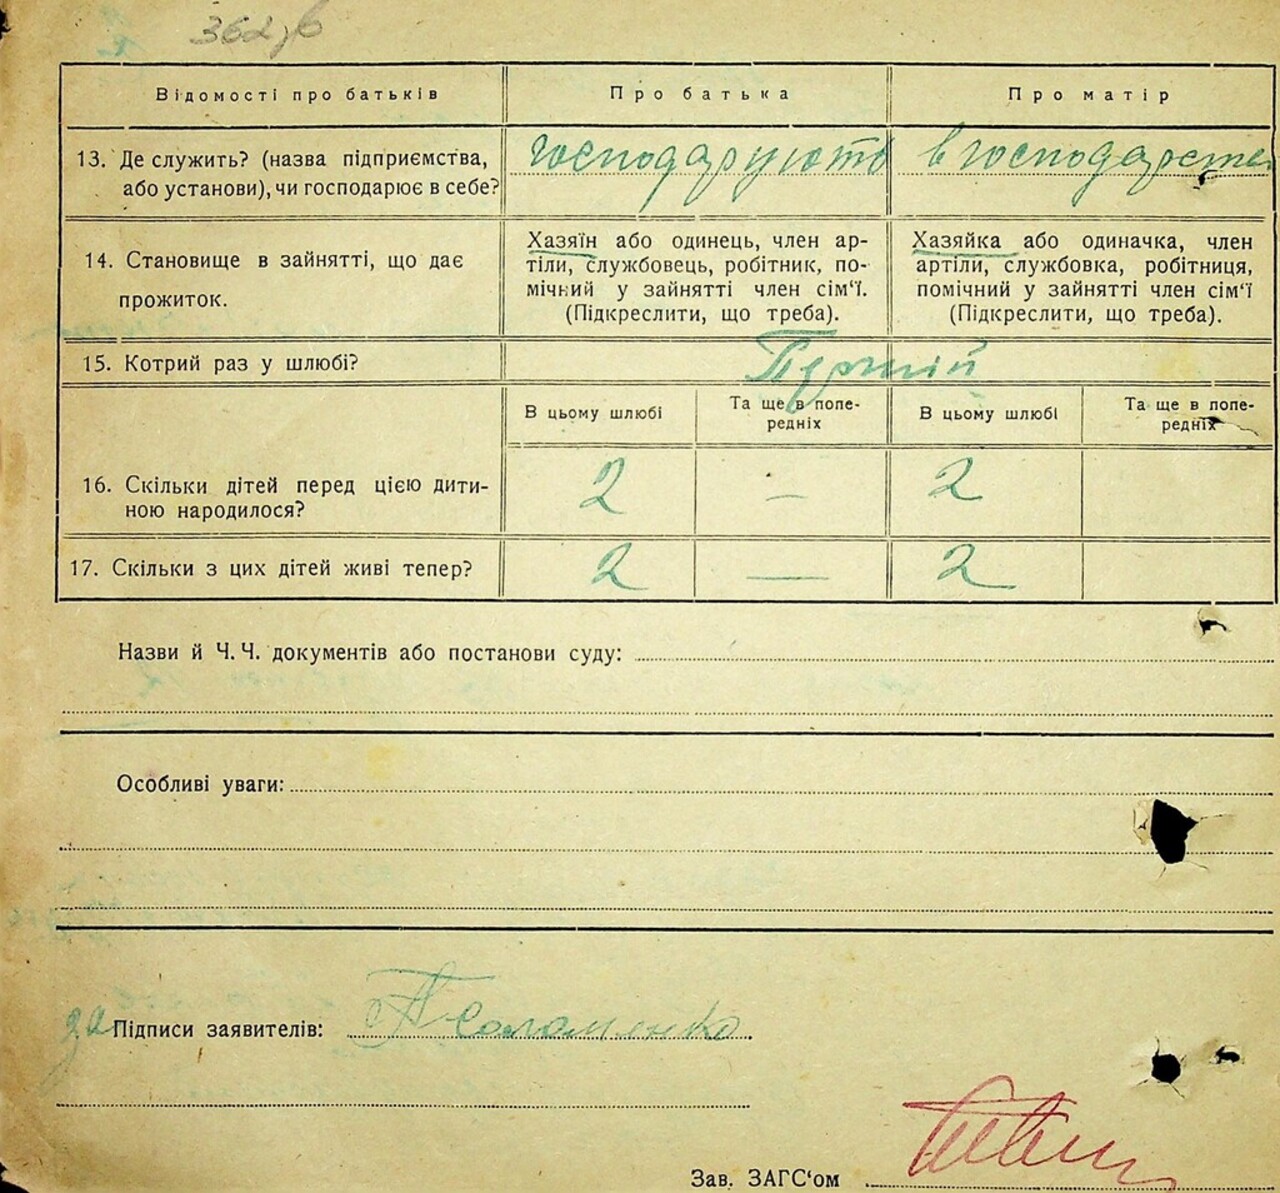 362 зв
Відомості про батьків Про батька Про матір
13. Де служить? (назва підприємства, або установи), чи господарює в себе? господарюють в господарстві
14. Становище в зайнятті, що дає прожиток.
Хазяїн або одинець, член ар-
тіли, службовець, робітник, по-
мічний у зайнятті член сім'ї.
(Підкреслити, що треба).
Хазяйка або одиначка, член
артіли, службовка, робітниця,
помічний у зайнятті член сім'ї
(Підкреслити, що треба).
15. Котрий раз у шлюбі? Перший
В цьому шлюбі Та ще в попе-
редніх В цьому шлюбі Та ще в попе-
редніх
16. Скільки дітей перед цією дити-
ною народилося? 2 — 2
17. Скільки з цих дітей живі тепер? 2 — 2
Назви й Ч. Ч. документів або постанови суду:
Особливі уваги:
за Підписи заявителів: Соломенко
Зав. ЗАГС'ом